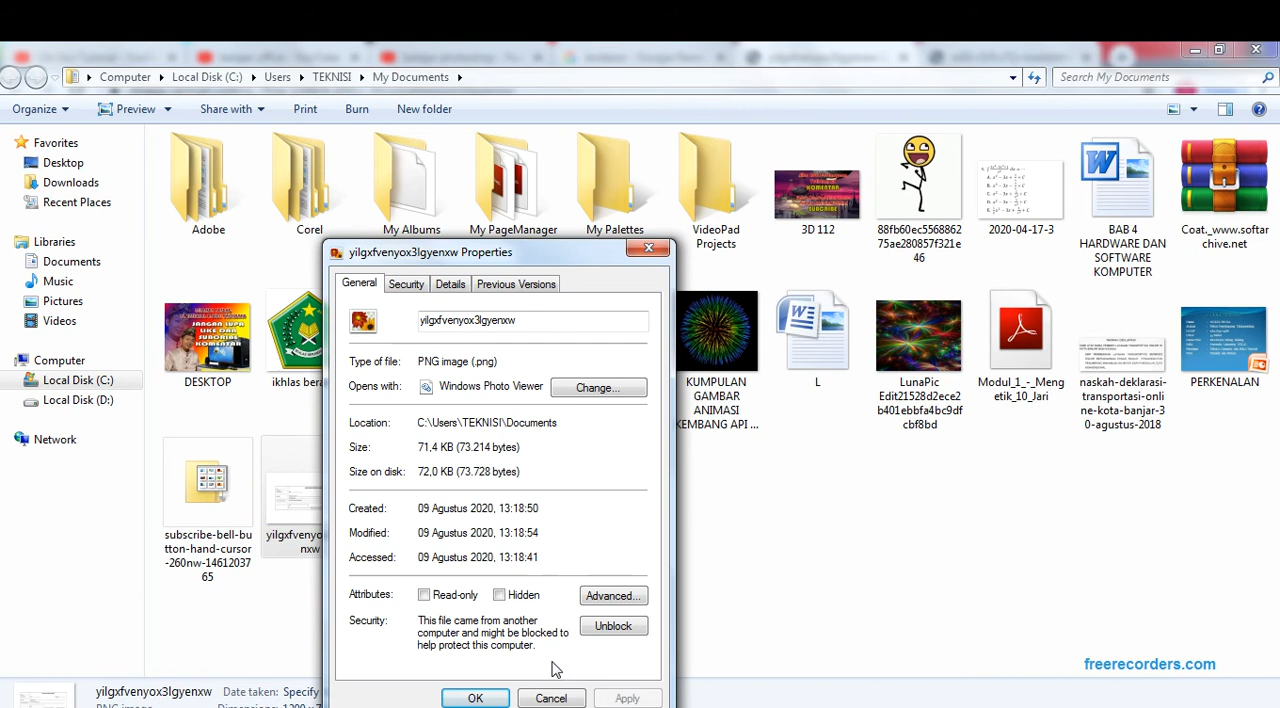 Computer Local Disk (C:) Users TEKNISI My Documents
Search My Documents
Organize Preview Share with Print Burn New folder
Favorites
Desktop
Downloads
Recent Places
Libraries
Documents
Music
Pictures
Videos
Computer
Local Disk (C:)
Local Disk (D:)
Network
Adobe
Corel
My Albums
My PageManager
My Palettes
VideoPad
Projects
3D 112
88fb60ec5568862
75ae280857f321e
46
2020-04-17-3
BAB 4
HARDWARE DAN
SOFTWARE
KOMPUTER
Coat._www.softar
chive.net
DESKTOP
ikhlas bera
KUMPULAN
GAMBAR
ANIMASI
KEMBANG API ...
L
LunaPic
Edit21528d2ece2
b401ebbfa4bc9df
cbf8bd
Modul_1_-_Meng
etik_10_Jari
naskah-deklarasi-
transportasi-onli
ne-kota-banjar-3
0-agustus-2018
PERKENALAN
subscribe-bell-bu
tton-hand-cursor
-260nw-14612037
65
yilgxfvenyo
nxw
yilgxfvenyox3lgyenxw Properties
General Security Details Previous Versions
yilgxfvenyox3lgyenxw
Type of file: PNG image (.png)
Opens with: Windows Photo Viewer Change...
Location: C:\Users\TEKNISI\Documents
Size: 71,4 KB (73.214 bytes)
Size on disk: 72,0 KB (73.728 bytes)
Created: 09 Agustus 2020, 13:18:50
Modified: 09 Agustus 2020, 13:18:54
Accessed: 09 Agustus 2020, 13:18:41
Attributes: Read-only Hidden Advanced...
Security: This file came from another
computer and might be blocked to
help protect this computer.
Unblock
OK Cancel Apply
freerecorders.com
yilgxfvenyox3lgyenxw Date taken: Specify